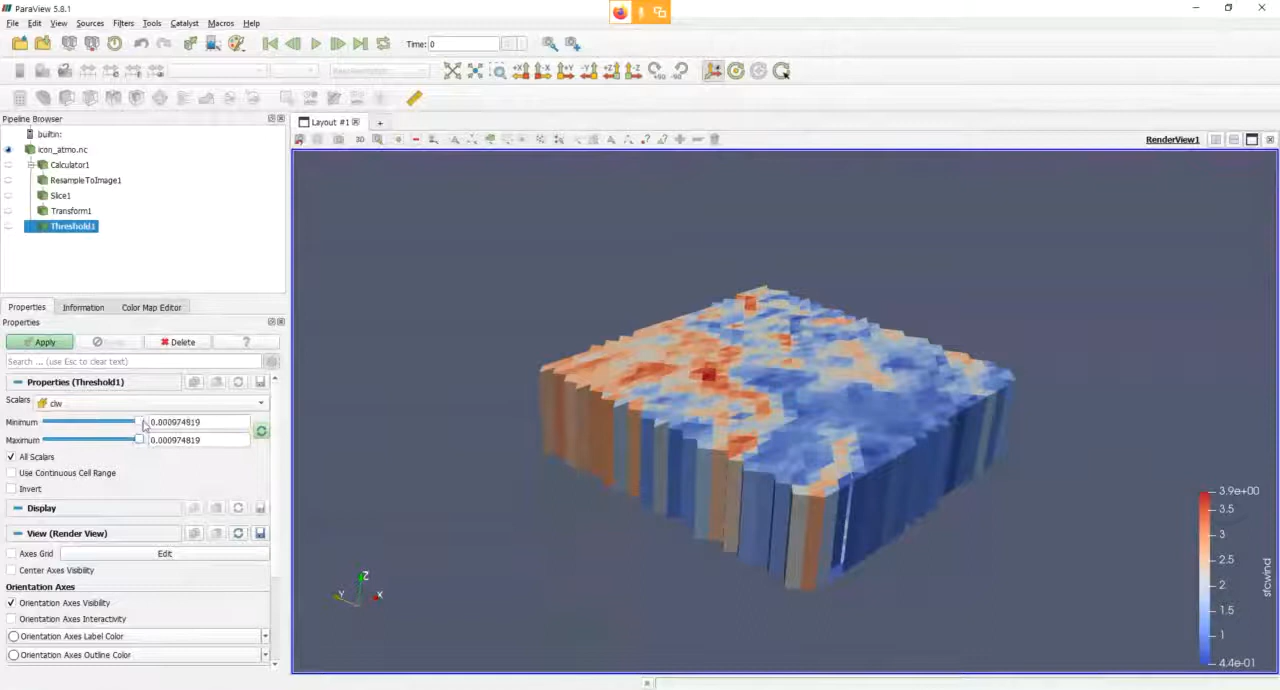 ParaView 5.8.1
File Edit View Sources Filters Tools Catalyst Macros Help
Time: 0
Pipeline Browser
Layout #1
+
builtin:
icon_atmo.nc
3D
RenderView1
Calculator1
ResampleToImage1
Slice1
Transform1
Threshold1
Properties Information Color Map Editor
Properties
Apply
Delete
?
Search ... (use Esc to clear text)
Properties (Threshold1)
Scalars
clw
Minimum 0.000974819
Maximum 0.000974819
All Scalars
Use Continuous Cell Range
Invert
Display
View (Render View)
Axes Grid Edit
Center Axes Visibility
Orientation Axes
Orientation Axes Visibility
Orientation Axes Interactivity
Orientation Axes Label Color
Orientation Axes Outline Color
Z
Y
X
3.9e+00
3.5
3
2.5
2
1.5
1
4.4e-01
sfcwind